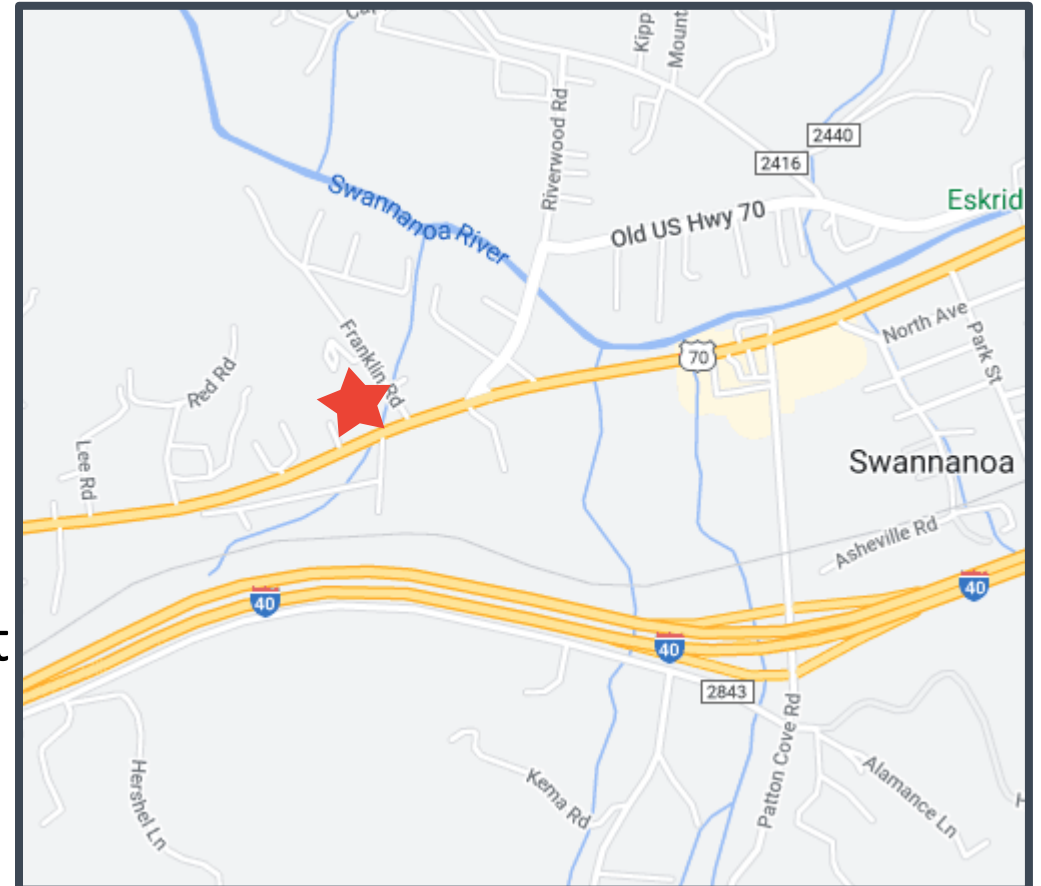 Kipp
Mount
Riverwood Rd
2440
2416
Eskrid
Swannanoa River
Old US Hwy 70
North Ave
Park St
Franklin Rd
70
Red Rd
Lee Rd
Swannanoa
Asheville Rd
40
40
40
t
2843
Patton Cove Rd
Hershel Ln
Kema Rd
Alamance Ln
H